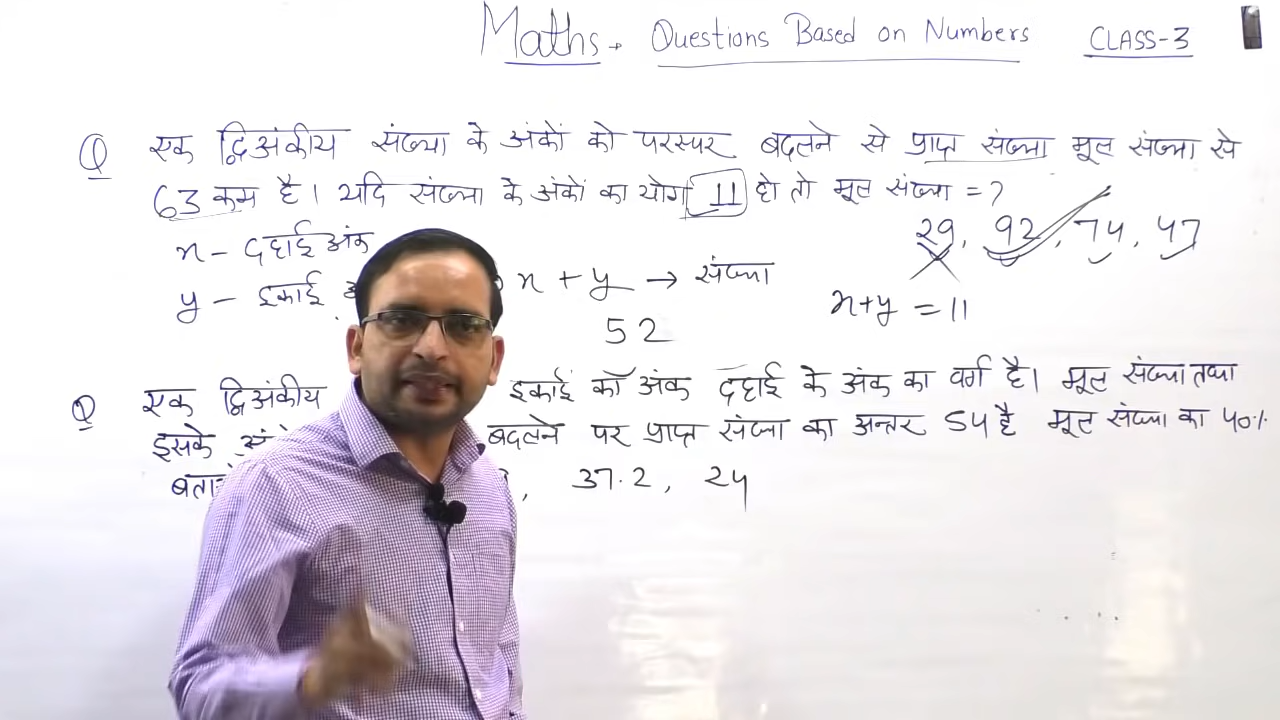 Maths. Questions Based on Numbers CLASS-3
Q एक द्विअंकीय संख्या के अंकों को परस्पर बदलने से प्राप्त संख्या मूल संख्या से
63 कम है। यदि संख्या के अंकों का योग 11 हो तो मूल संख्या = ?
29, 92, 74, 47
x - दहाई अंक
y - इकाई
x + y → संख्या
x+y = 11
52
Q एक द्विअंकीय इकाई का अंक दहाई के अंक का वर्ग है। मूल संख्या तथा
इसके बदलने पर प्राप्त संख्या का अन्तर 54 है मूल संख्या का 40%
, 37.2, 24